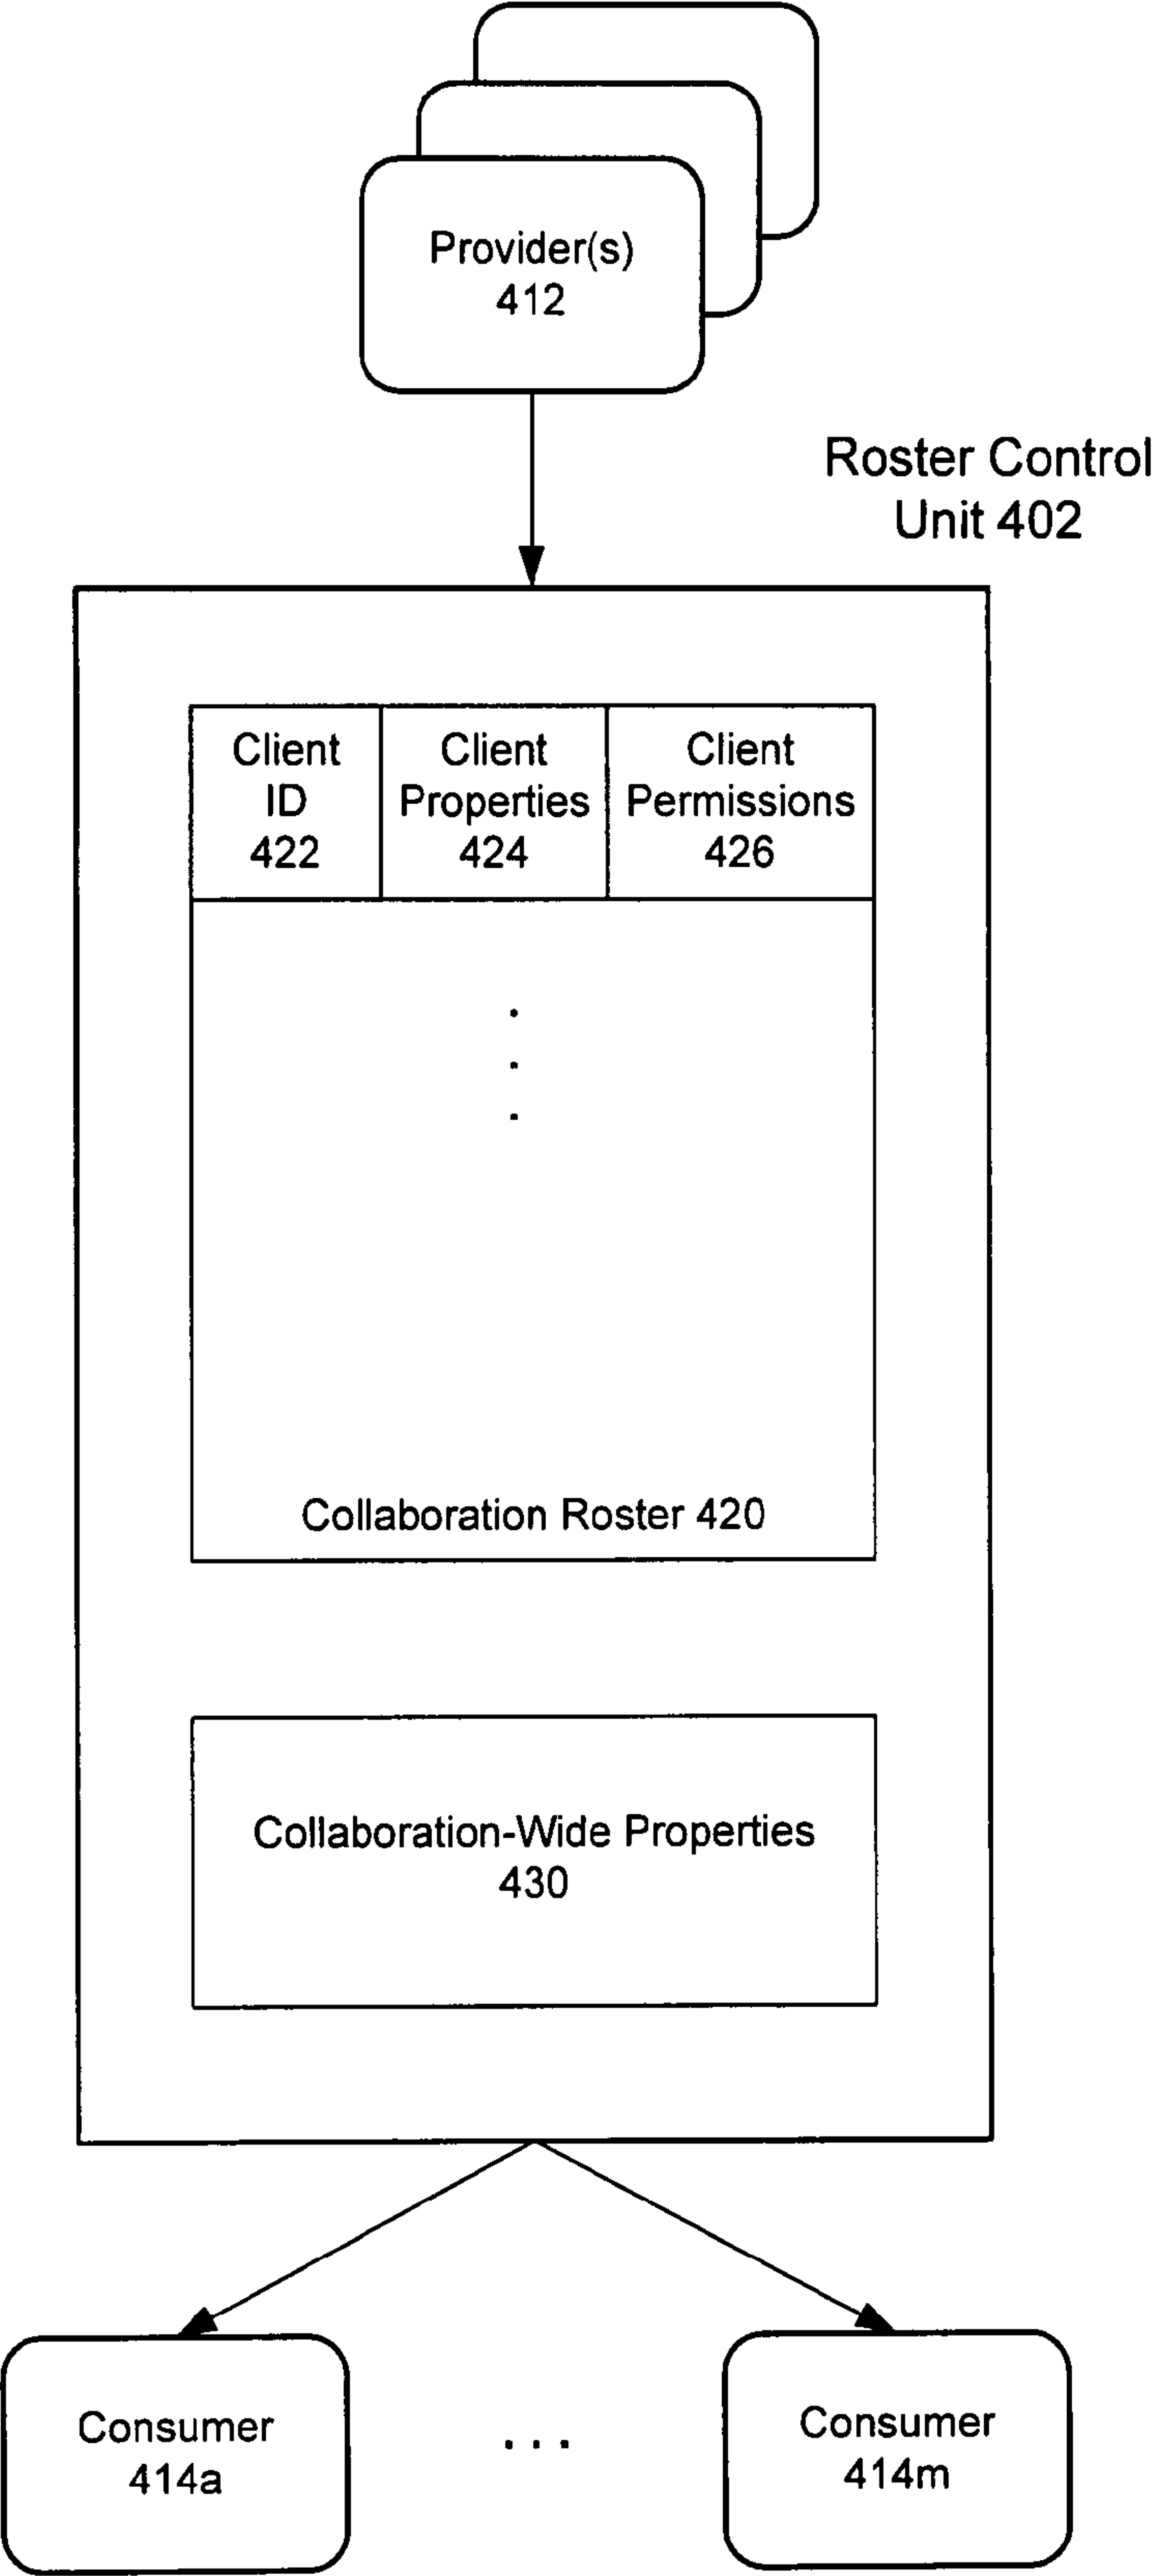 Provider(s)
412
Roster Control
Unit 402
Client
ID
422
Client
Properties
424
Client
Permissions
426
.
.
.
Collaboration Roster 420
Collaboration-Wide Properties
430
Consumer
414a
...
Consumer
414m